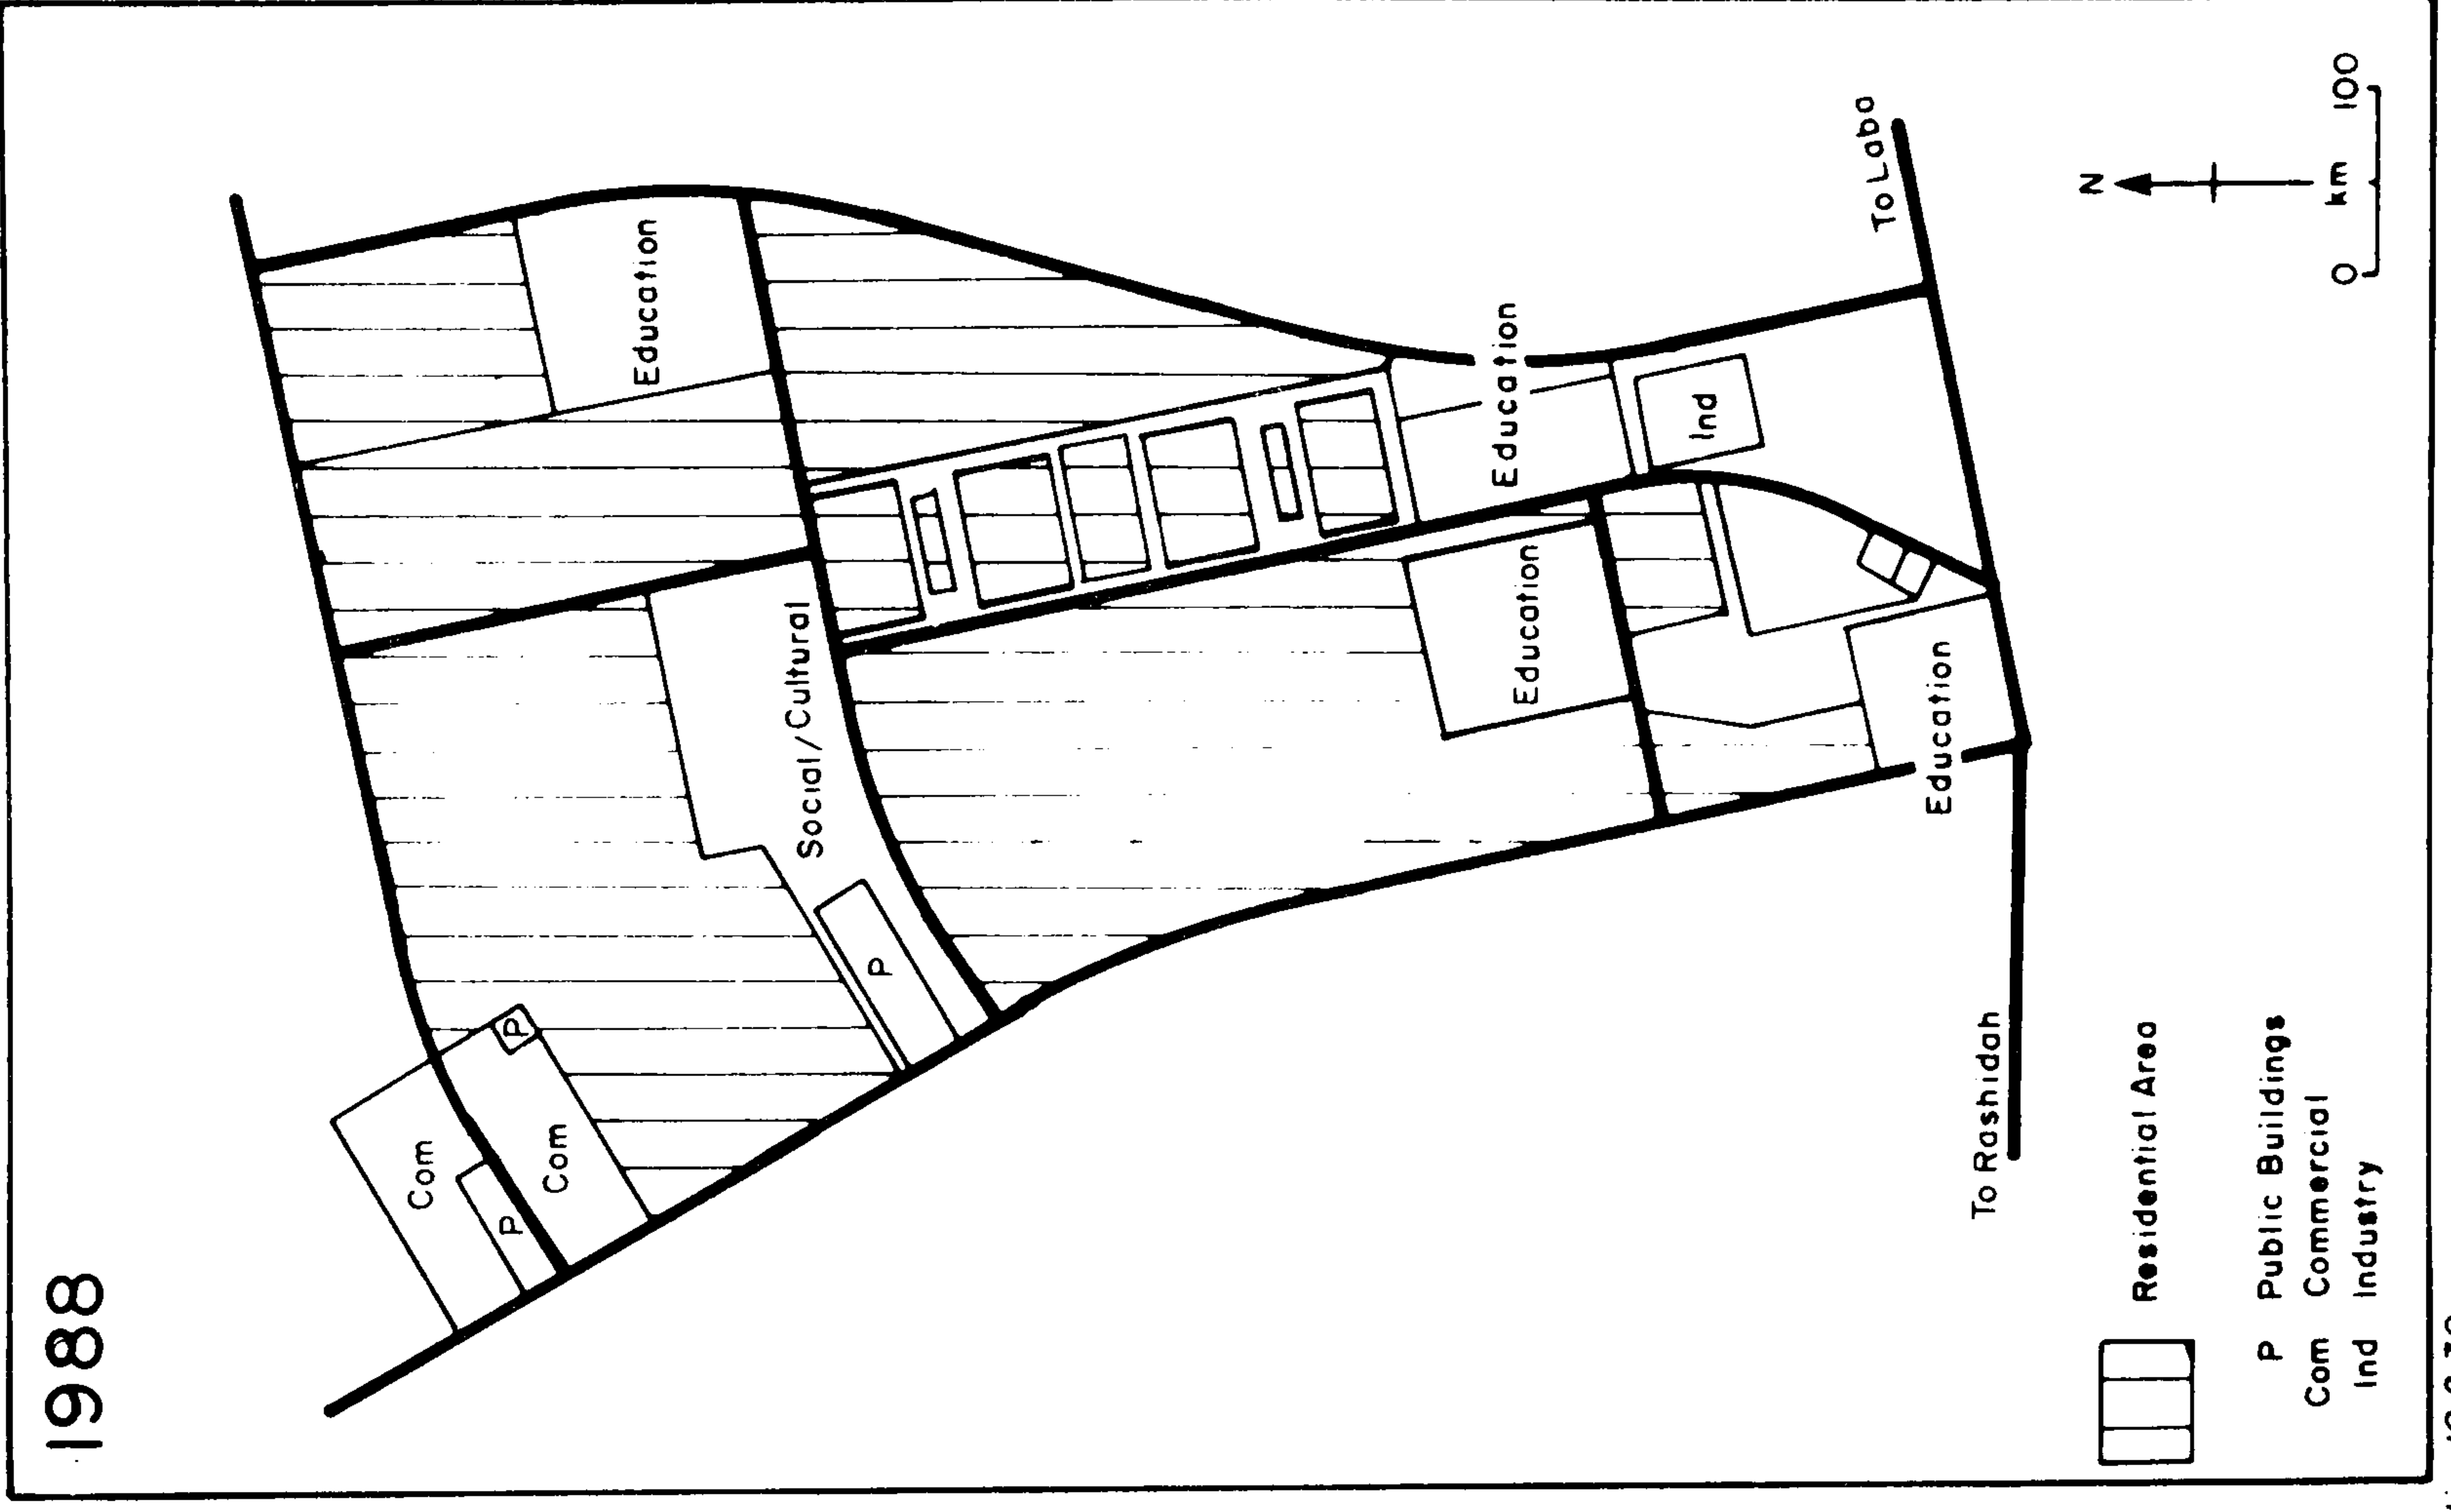 1988
Com
P
Com
P
P
Social/Cultural
Education
Education
Education
Education
Ind
To Rashidah
To Laba
N
0 km 100
Residential Area
P Public Buildings
Com Commercial
Ind Industry